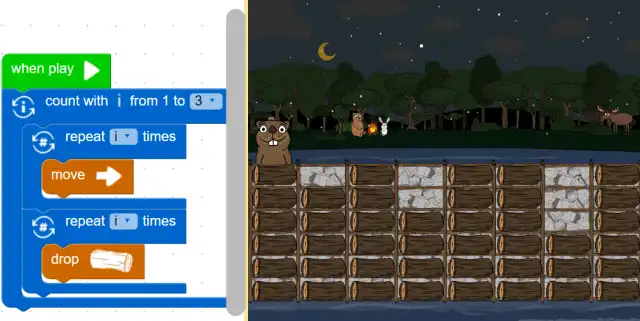 when play
count with i from 1 to 3
repeat i times
move
repeat i times
drop